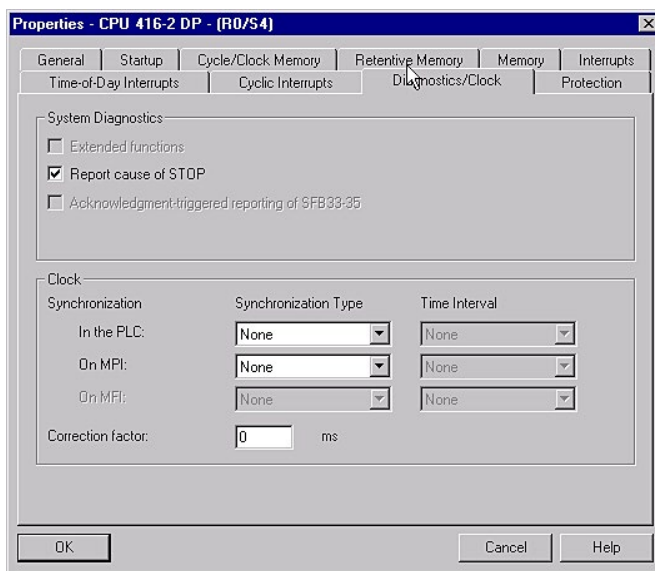 Properties - CPU 416-2 DP - (R0/S4)
General Startup Cycle/Clock Memory Retentive Memory Memory Interrupts
Time-of-Day Interrupts Cyclic Interrupts Diagnostics/Clock Protection
System Diagnostics
Extended functions
Report cause of STOP
Acknowledgment-triggered reporting of SFB33-35
Clock
Synchronization Synchronization Type Time Interval
In the PLC: None None
On MPI: None None
On MFI: None None
Correction factor: 0 ms
OK Cancel Help